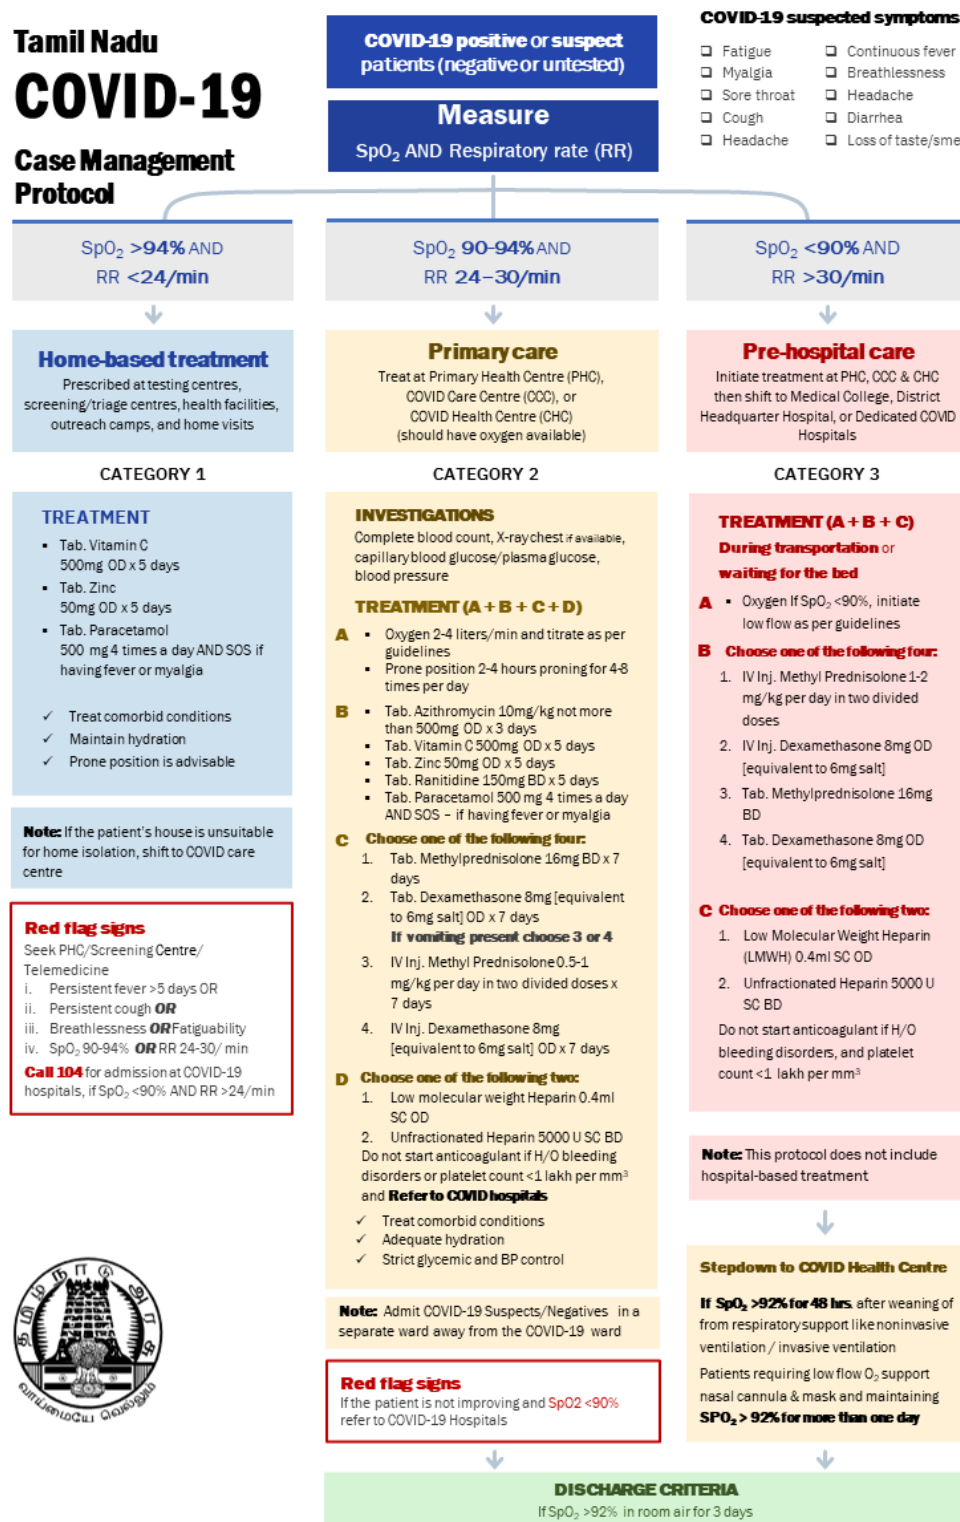 Tamil Nadu
COVID-19
Case Management
Protocol
COVID-19 positive or suspect
patients (negative or untested)
Measure
SpO₂ AND Respiratory rate (RR)
COVID-19 suspected symptoms
❑ Fatigue
❑ Myalgia
❑ Sore throat
❑ Cough
❑ Headache
❑ Continuous fever
❑ Breathlessness
❑ Headache
❑ Diarrhea
❑ Loss of taste/sme
SpO₂ >94% AND
RR <24/min
Home-based treatment
Prescribed at testing centres,
screening/triage centres, health facilities,
outreach camps, and home visits
CATEGORY 1
TREATMENT
▪ Tab. Vitamin C
500mg OD x 5 days
▪ Tab. Zinc
50mg OD x 5 days
▪ Tab. Paracetamol
500 mg 4 times a day AND SOS if
having fever or myalgia
✓ Treat comorbid conditions
✓ Maintain hydration
✓ Prone position is advisable
Note: If the patient's house is unsuitable
for home isolation, shift to COVID care
centre
Red flag signs
Seek PHC/Screening Centre/
Telemedicine
i. Persistent fever >5 days OR
ii. Persistent cough OR
iii. Breathlessness OR Fatiguability
iv. SpO₂ 90-94% OR RR 24-30/ min
Call 104 for admission at COVID-19
hospitals, if SpO₂ <90% AND RR >24/min
தமிழ்நாடு அரசு
வாய்மையே வெல்லும்
SpO₂ 90-94% AND
RR 24–30/min
Primary care
Treat at Primary Health Centre (PHC),
COVID Care Centre (CCC), or
COVID Health Centre (CHC)
(should have oxygen available)
CATEGORY 2
INVESTIGATIONS
Complete blood count, X-ray chest if available,
capillary blood glucose/plasma glucose,
blood pressure
TREATMENT (A + B + C + D)
A ▪ Oxygen 2-4 liters/min and titrate as per
guidelines
▪ Prone position 2-4 hours proning for 4-8
times per day
B ▪ Tab. Azithromycin 10mg/kg not more
than 500mg OD x 3 days
▪ Tab. Vitamin C 500mg OD x 5 days
▪ Tab. Zinc 50mg OD x 5 days
▪ Tab. Ranitidine 150mg BD x 5 days
▪ Tab. Paracetamol 500 mg 4 times a day
AND SOS – if having fever or myalgia
C Choose one of the following four:
1. Tab. Methylprednisolone 16mg BD x 7
days
2. Tab. Dexamethasone 8mg [equivalent
to 6mg salt] OD x 7 days
If vomiting present choose 3 or 4
3. IV Inj. Methyl Prednisolone 0.5-1
mg/kg per day in two divided doses x
7 days
4. IV Inj. Dexamethasone 8mg
[equivalent to 6mg salt] OD x 7 days
D Choose one of the following two:
1. Low molecular weight Heparin 0.4ml
SC OD
2. Unfractionated Heparin 5000 U SC BD
Do not start anticoagulant if H/O bleeding
disorders or platelet count <1 lakh per mm³
and Refer to COVID hospitals
✓ Treat comorbid conditions
✓ Adequate hydration
✓ Strict glycemic and BP control
Note: Admit COVID-19 Suspects/Negatives in a
separate ward away from the COVID-19 ward
Red flag signs
If the patient is not improving and SpO2 <90%
refer to COVID-19 Hospitals
SpO₂ <90% AND
RR >30/min
Pre-hospital care
Initiate treatment at PHC, CCC & CHC
then shift to Medical College, District
Headquarter Hospital, or Dedicated COVID
Hospitals
CATEGORY 3
TREATMENT (A + B + C)
During transportation or
waiting for the bed
A ▪ Oxygen If SpO₂ <90%, initiate
low flow as per guidelines
B Choose one of the following four:
1. IV Inj. Methyl Prednisolone 1-2
mg/kg per day in two divided
doses
2. IV Inj. Dexamethasone 8mg OD
[equivalent to 6mg salt]
3. Tab. Methylprednisolone 16mg
BD
4. Tab. Dexamethasone 8mg OD
[equivalent to 6mg salt]
C Choose one of the following two:
1. Low Molecular Weight Heparin
(LMWH) 0.4ml SC OD
2. Unfractionated Heparin 5000 U
SC BD
Do not start anticoagulant if H/O
bleeding disorders, and platelet
count <1 lakh per mm³
Note: This protocol does not include
hospital-based treatment
Stepdown to COVID Health Centre
If SpO₂ >92% for 48 hrs. after weaning of
from respiratory support like noninvasive
ventilation / invasive ventilation
Patients requiring low flow O₂ support
nasal cannula & mask and maintaining
SPO₂ > 92% for more than one day
DISCHARGE CRITERIA
If SpO₂ >92% in room air for 3 days